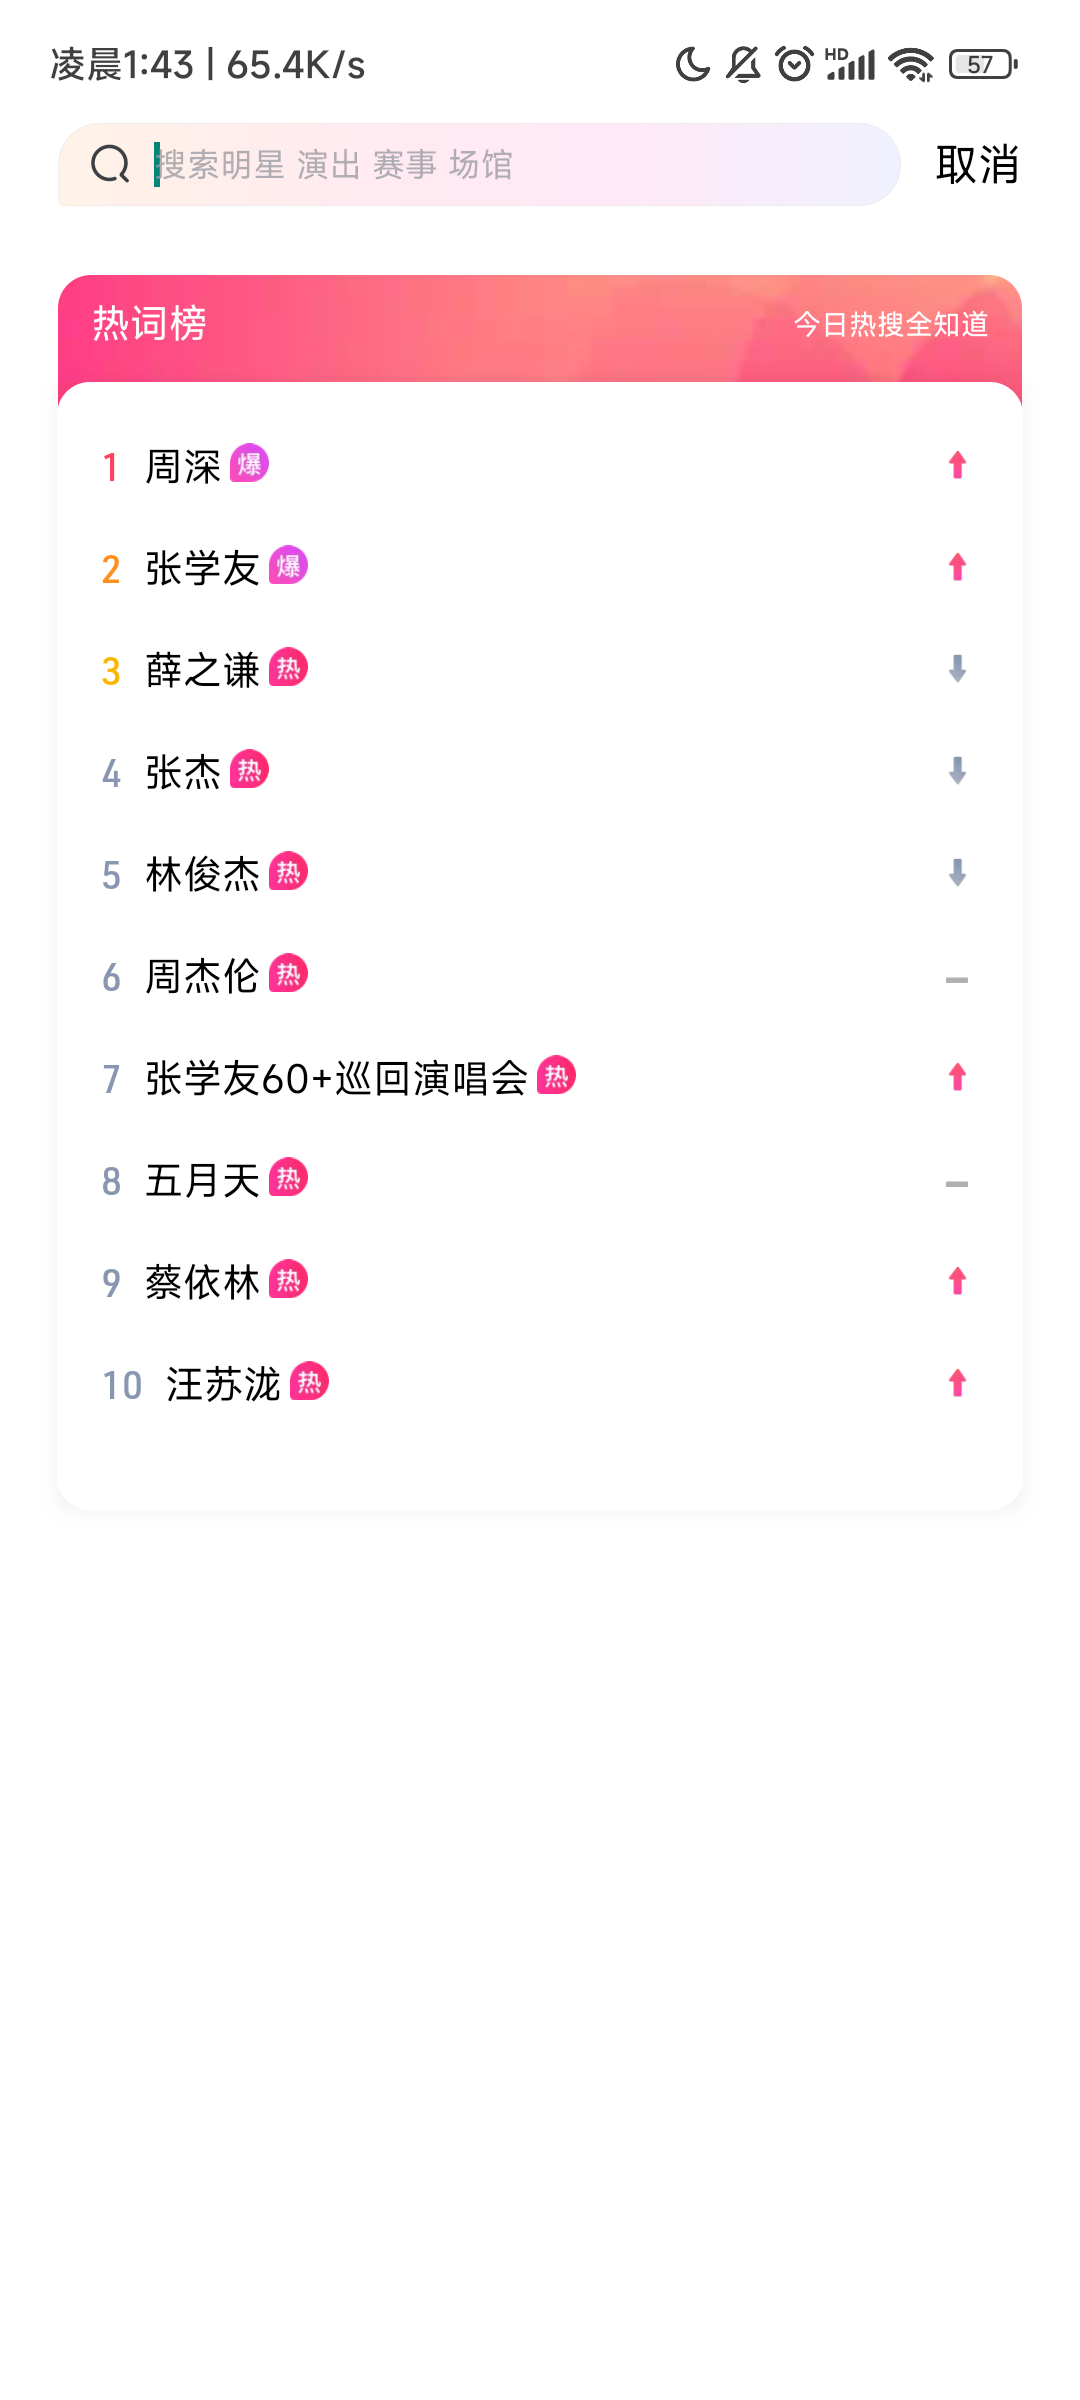 凌晨1:43 | 65.4K/s HD 57
搜索明星 演出 赛事 场馆 取消
热词榜 今日热搜全知道
1 周深 爆
2 张学友 爆
3 薛之谦 热
4 张杰 热
5 林俊杰 热
6 周杰伦 热
7 张学友60+巡回演唱会 热
8 五月天 热
9 蔡依林 热
10 汪苏泷 热